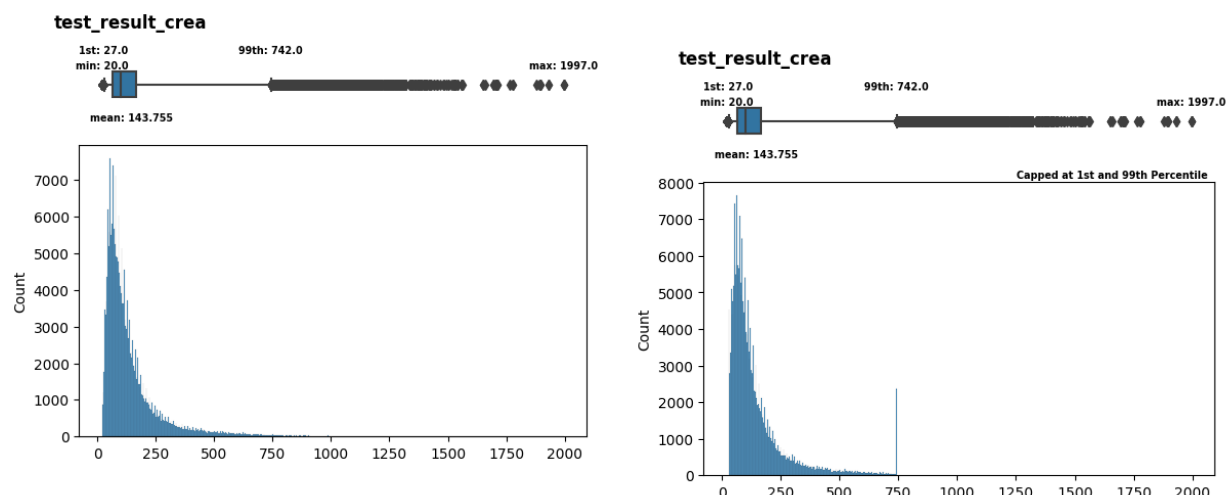 test_result_crea
1st: 27.0 99th: 742.0
min: 20.0 max: 1997.0
mean: 143.755
7000
6000
5000
4000
3000
2000
1000
0
Count
0 250 500 750 1000 1250 1500 1750 2000
test_result_crea
1st: 27.0 99th: 742.0
min: 20.0 max: 1997.0
mean: 143.755
Capped at 1st and 99th Percentile
8000
7000
6000
5000
4000
3000
2000
1000
0
Count
0 250 500 750 1000 1250 1500 1750 2000